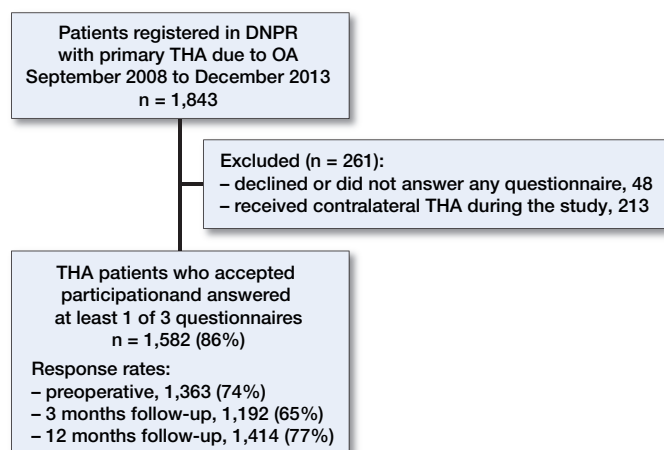 Patients registered in DNPR
with primary THA due to OA
September 2008 to December 2013
n = 1,843
Excluded (n = 261):
– declined or did not answer any questionnaire, 48
– received contralateral THA during the study, 213
THA patients who accepted
participationand answered
at least 1 of 3 questionnaires
n = 1,582 (86%)
Response rates:
– preoperative, 1,363 (74%)
– 3 months follow-up, 1,192 (65%)
– 12 months follow-up, 1,414 (77%)